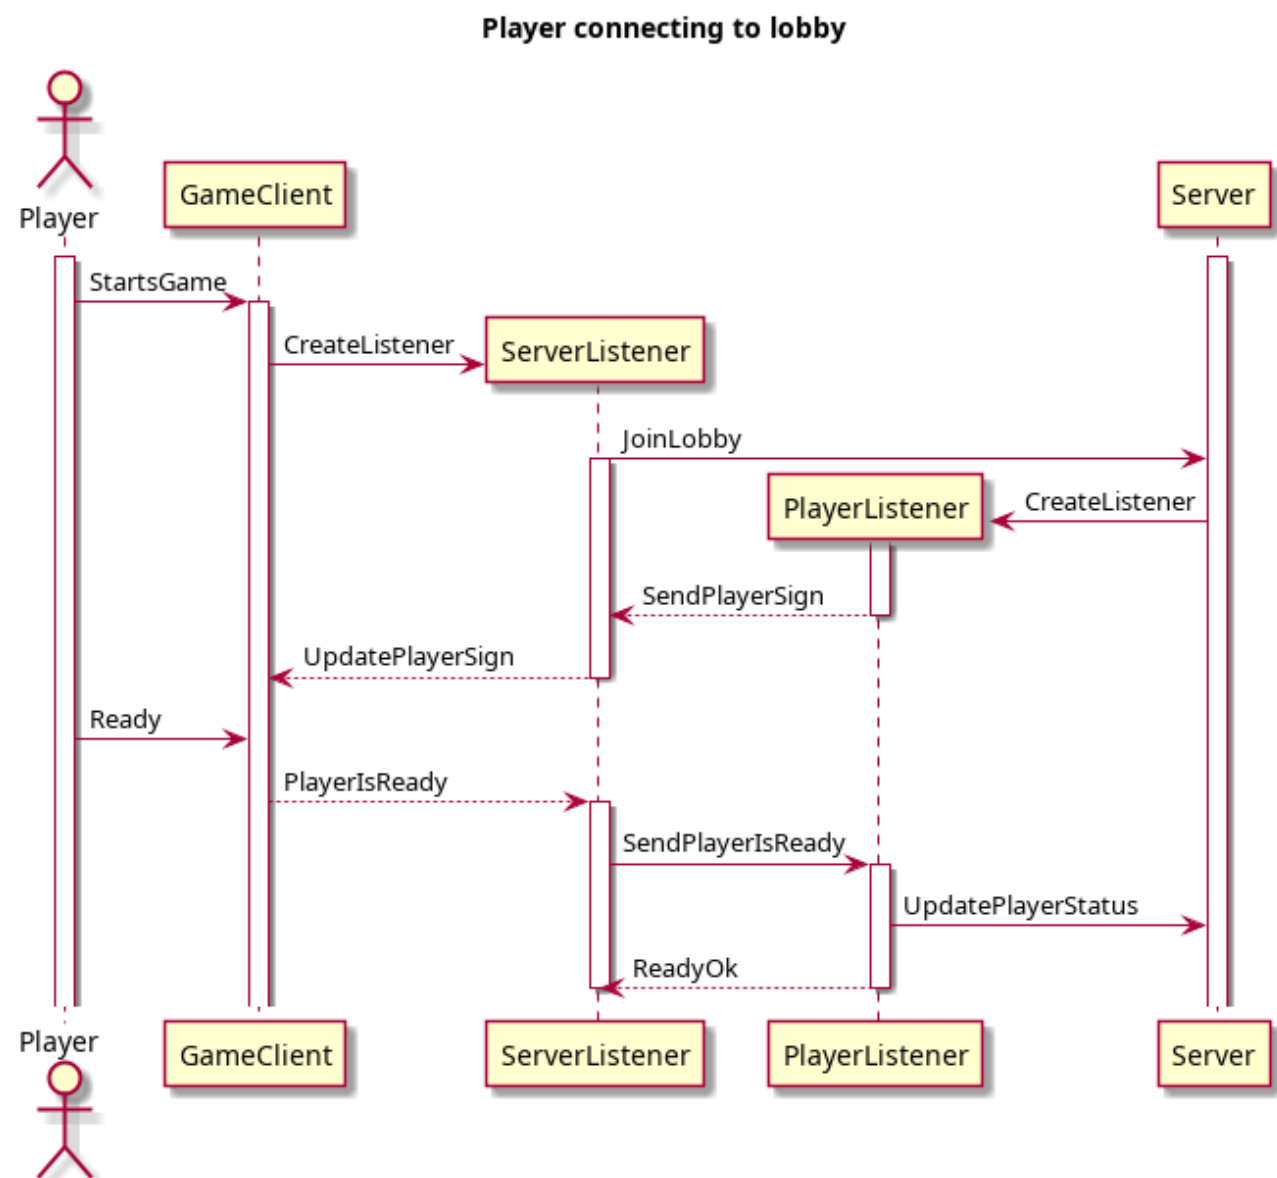 Player connecting to lobby
Player
GameClient
Server
StartsGame
CreateListener
ServerListener
JoinLobby
PlayerListener
CreateListener
SendPlayerSign
UpdatePlayerSign
Ready
PlayerIsReady
SendPlayerIsReady
UpdatePlayerStatus
ReadyOk
Player
GameClient
ServerListener
PlayerListener
Server